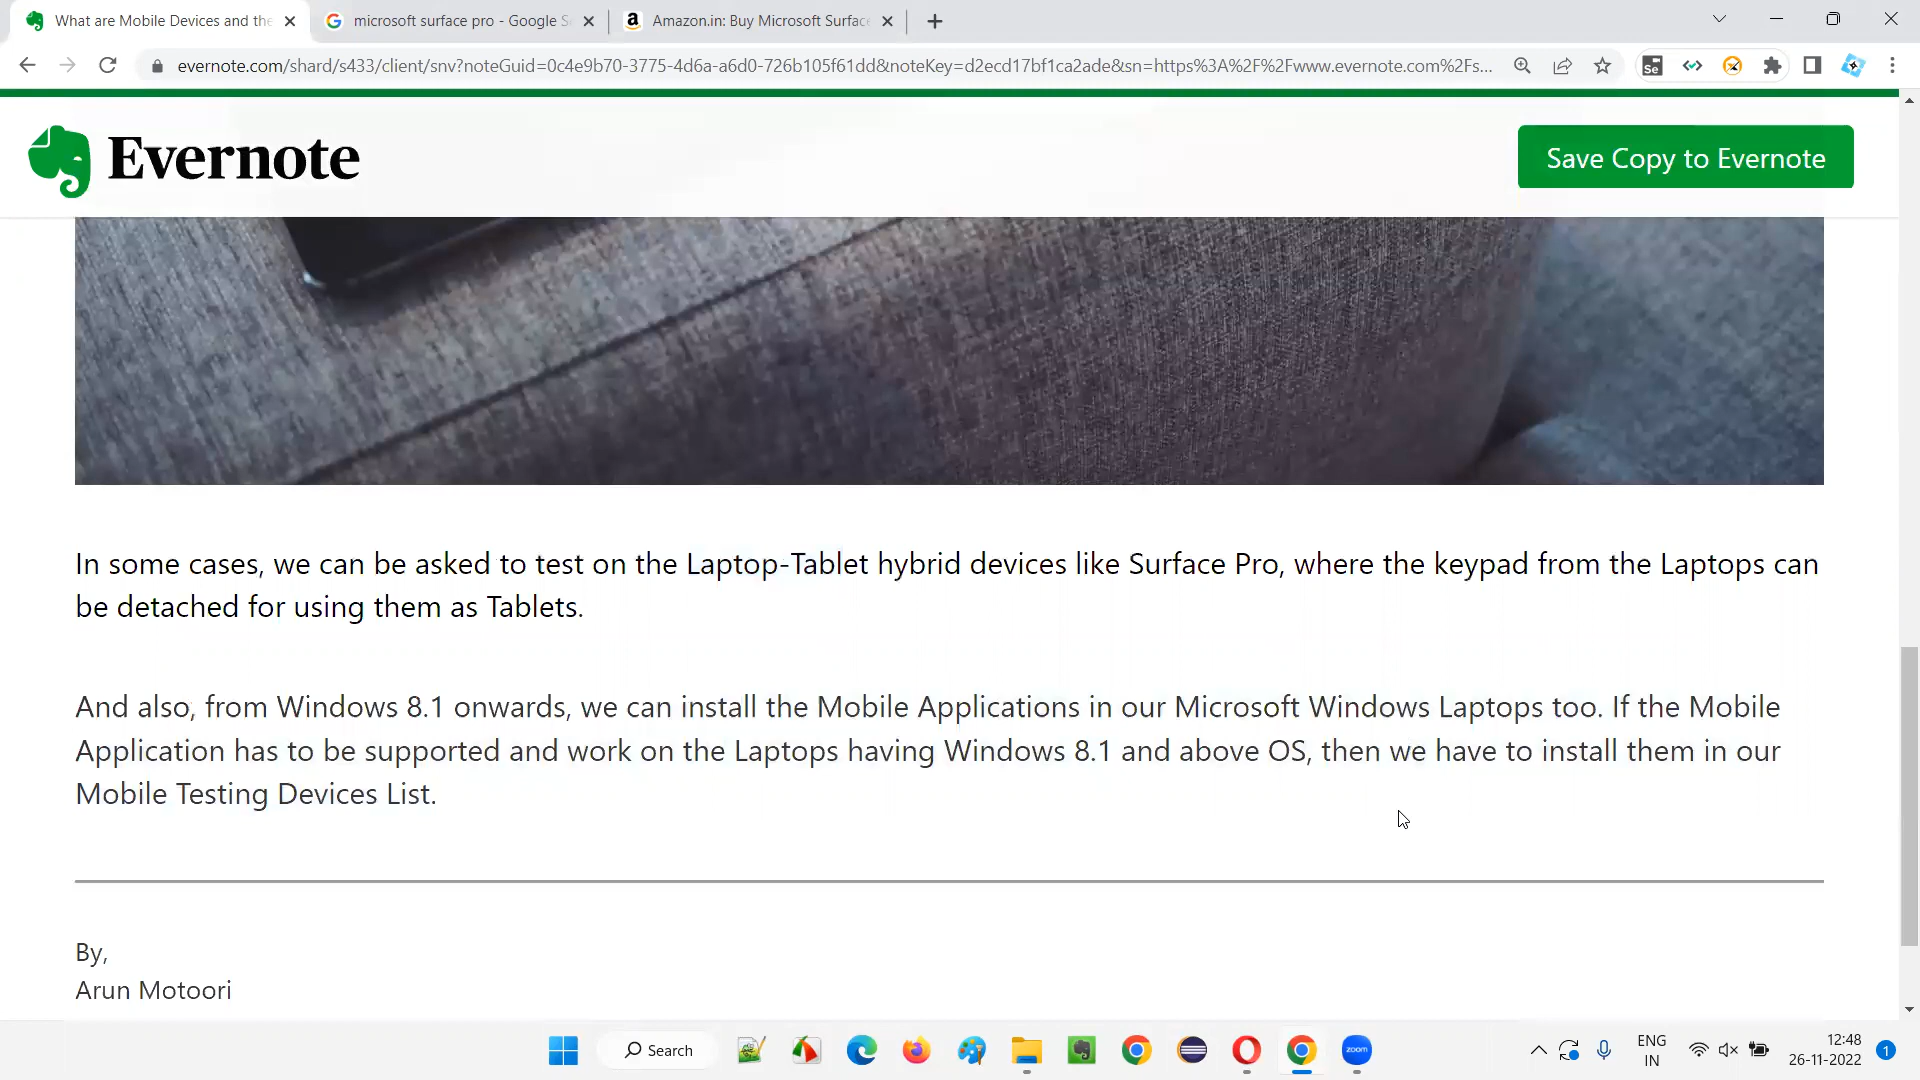 What are Mobile Devices and the
microsoft surface pro - Google S
Amazon.in: Buy Microsoft Surface
evernote.com/shard/s433/client/snv?noteGuid=0c4e9b70-3775-4d6a-a6d0-726b105f61dd&noteKey=d2ecd17bf1ca2ade&sn=https%3A%2F%2Fwww.evernote.com%2Fs...
Se
Evernote
Save Copy to Evernote
In some cases, we can be asked to test on the Laptop-Tablet hybrid devices like Surface Pro, where the keypad from the Laptops can
be detached for using them as Tablets.
And also, from Windows 8.1 onwards, we can install the Mobile Applications in our Microsoft Windows Laptops too. If the Mobile
Application has to be supported and work on the Laptops having Windows 8.1 and above OS, then we have to install them in our
Mobile Testing Devices List.
By,
Arun Motoori
Search
zoom
ENG
IN
12:48
26-11-2022
1